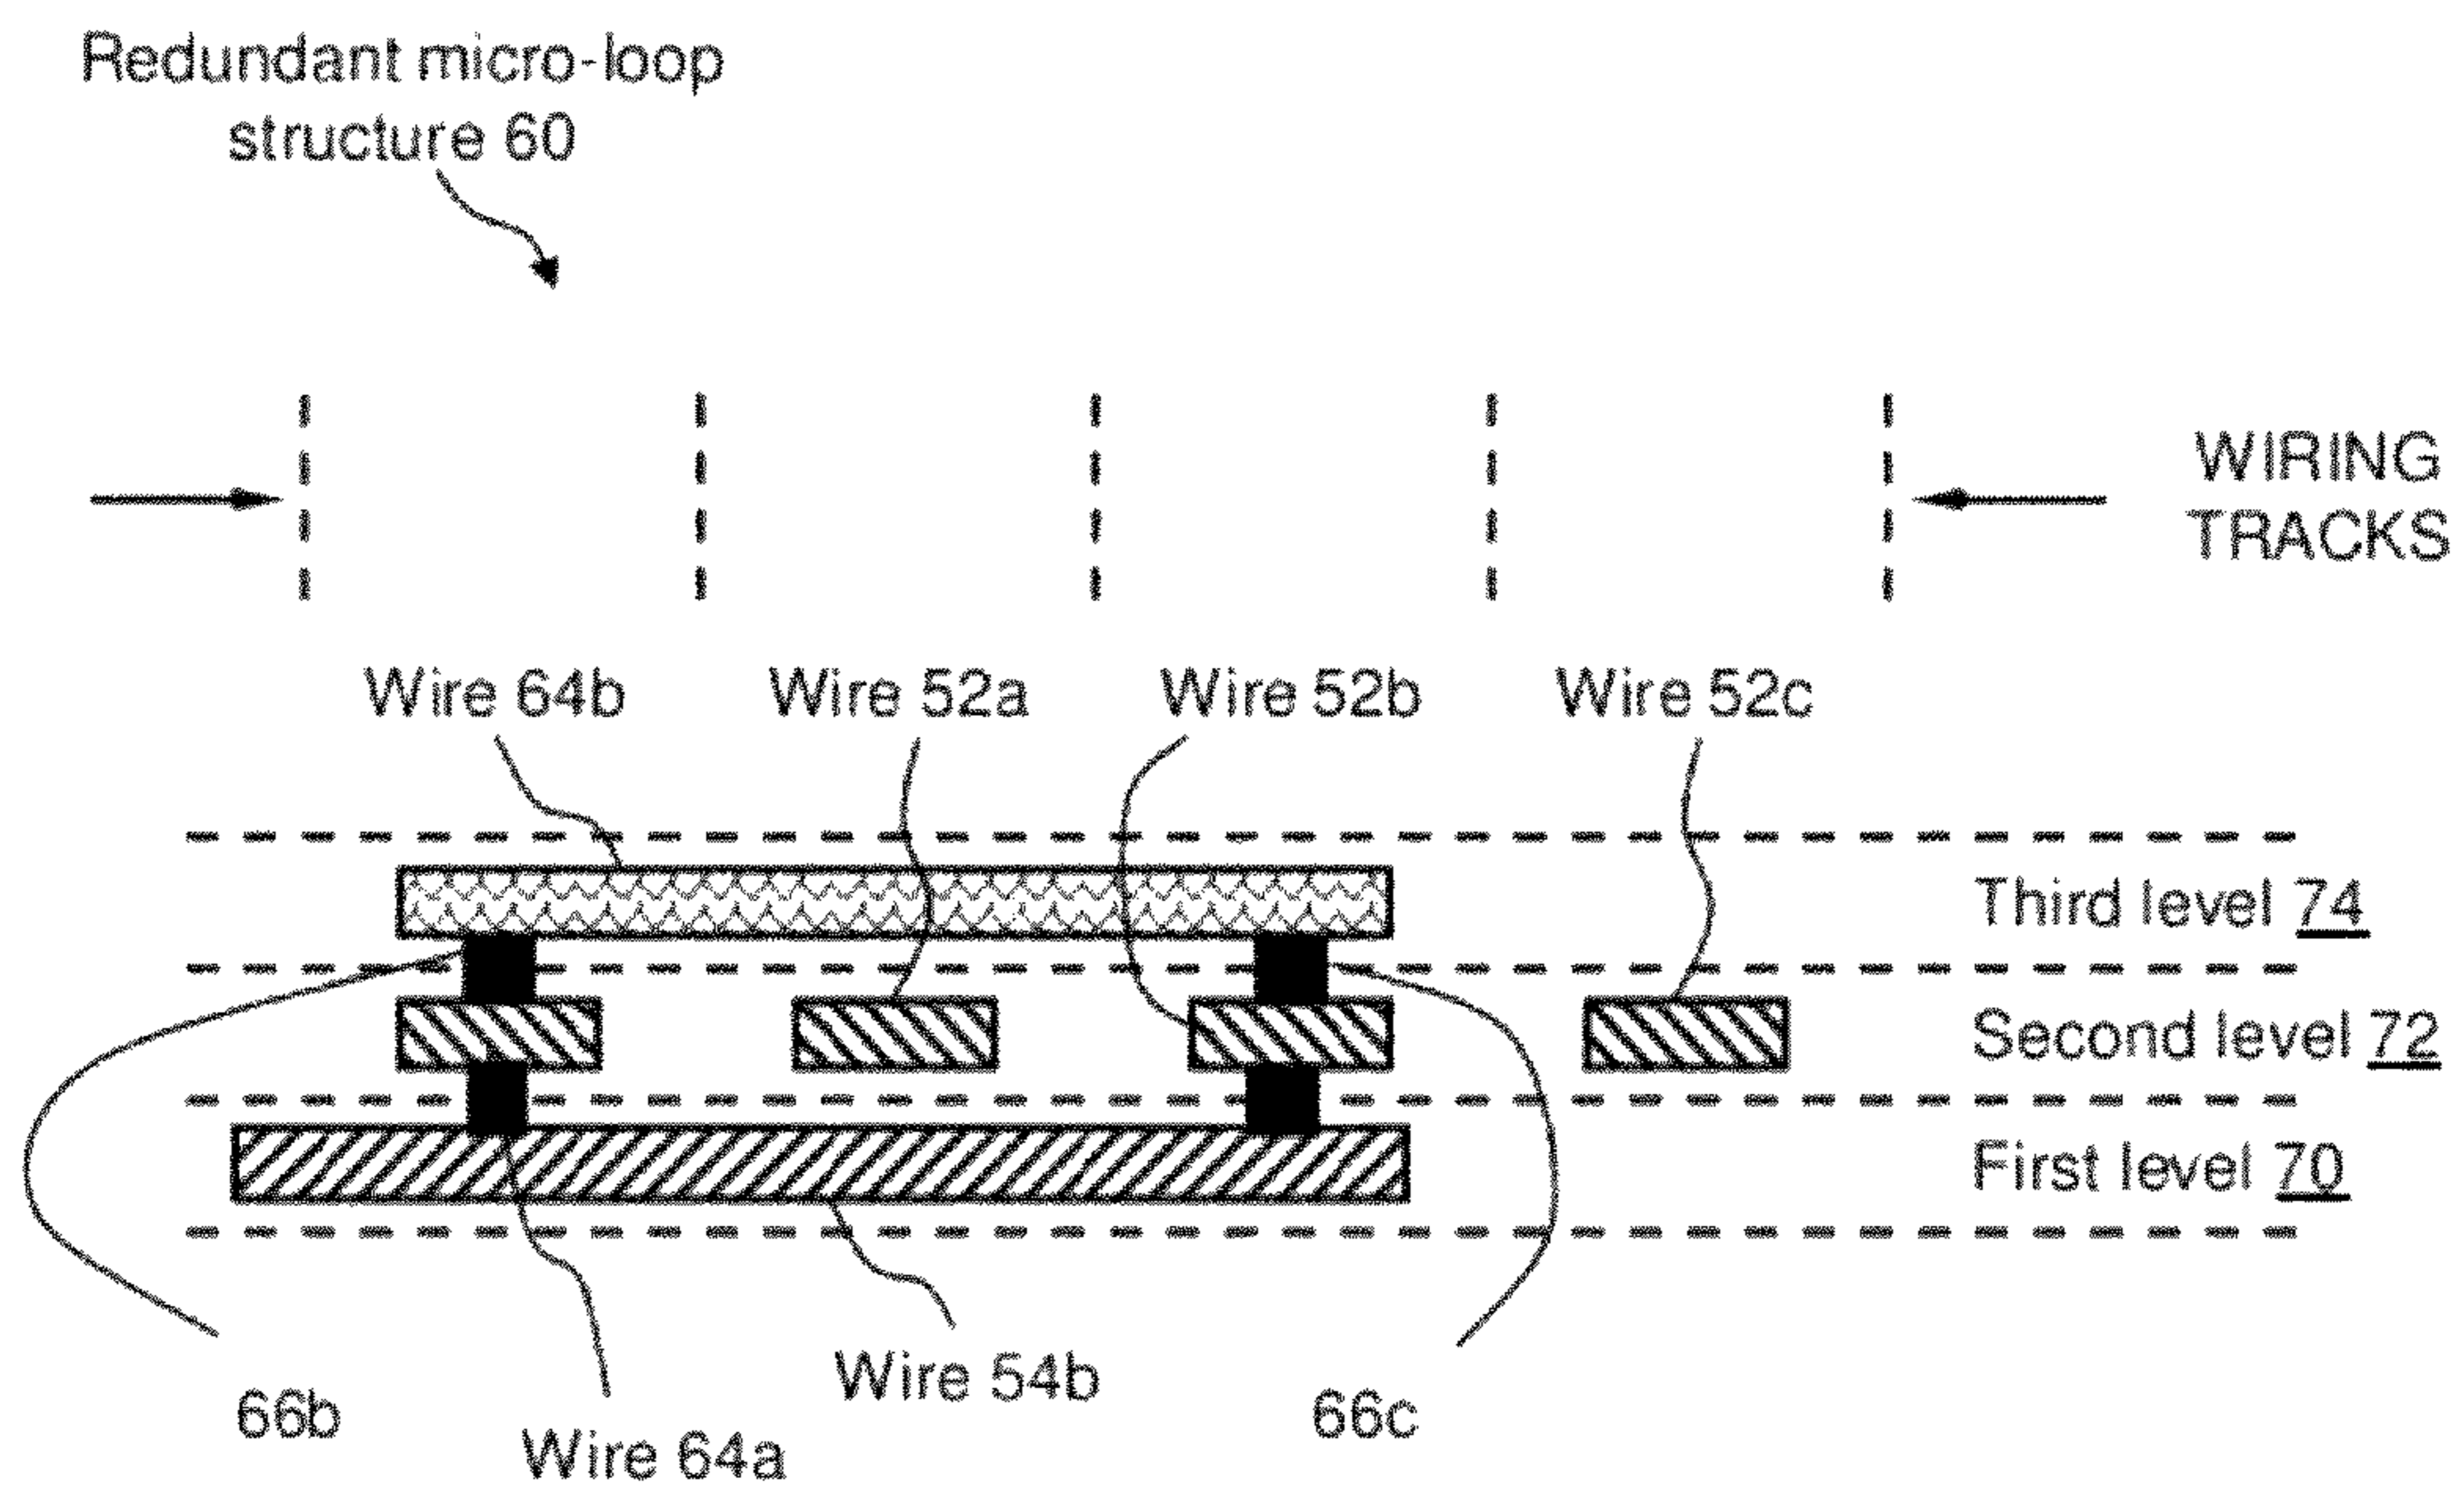 Redundant micro-loop
structure 60
WIRING
TRACKS
Wire 64b
Wire 52a
Wire 52b
Wire 52c
Third level 74
Second level 72
First level 70
66b
Wire 64a
Wire 54b
66c